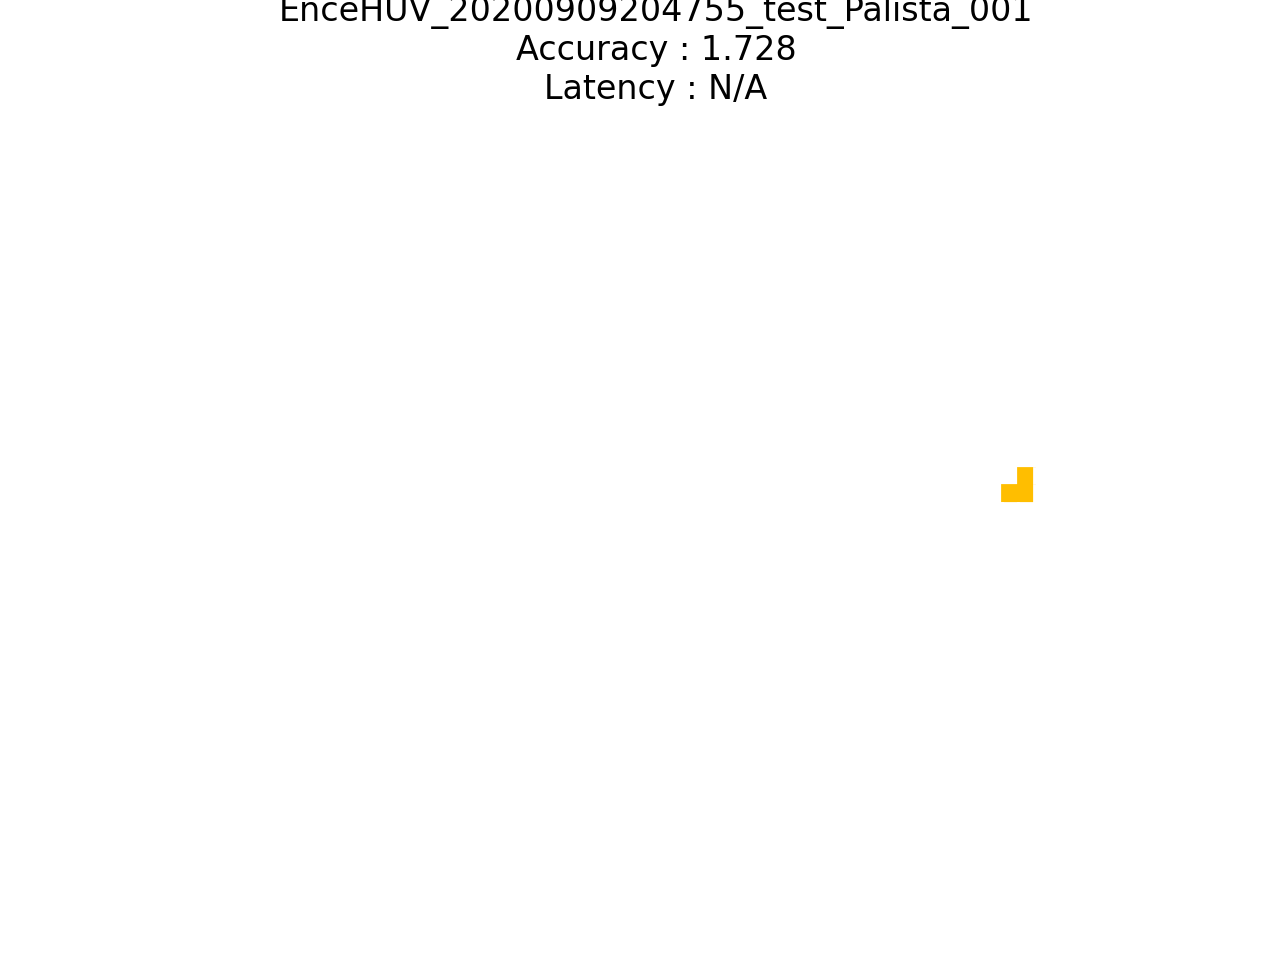 EnceHUV_20200909204755_test_Palista_001
Accuracy : 1.728
Latency : N/A